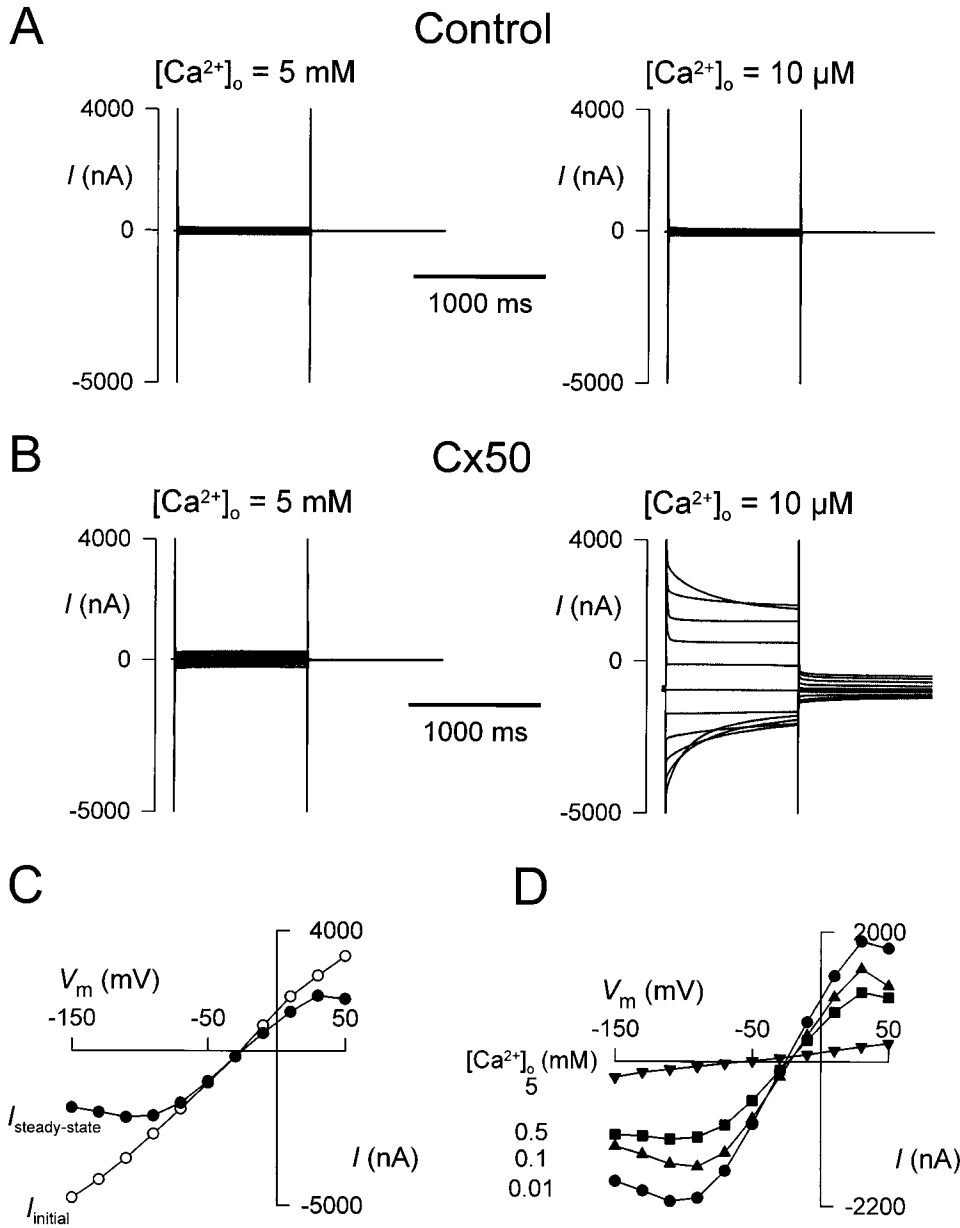 A
Control
[Ca²⁺]ₒ = 5 mM
[Ca²⁺]ₒ = 10 µM
4000
I (nA)
0
-5000
4000
I (nA)
0
-5000
1000 ms
B
Cx50
[Ca²⁺]ₒ = 5 mM
[Ca²⁺]ₒ = 10 µM
4000
I (nA)
0
-5000
4000
I (nA)
0
-5000
1000 ms
C
4000
Vm (mV)
-150
-50
50
Isteady-state
Iinitial
I (nA)
-5000
D
2000
Vm (mV)
-150
-50
50
[Ca²⁺]ₒ (mM)
5
0.5
0.1
0.01
I (nA)
-2200